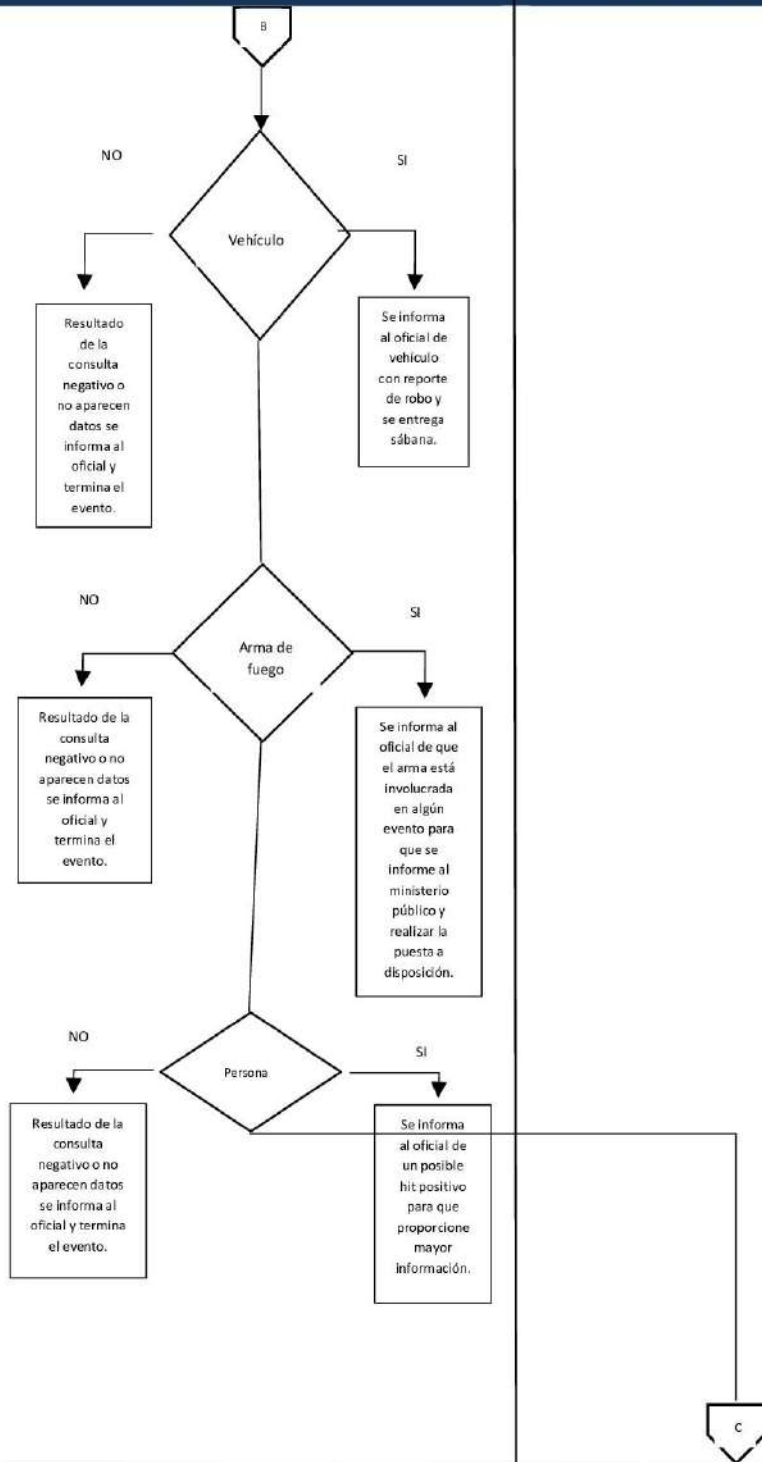 B
NO
SI
Vehículo
Resultado
de la
consulta
negativo o
no aparecen
datos se
informa al
oficial y
termina el
evento.
Se informa
al oficial de
vehículo
con reporte
de robo y
se entrega
sábana.
NO
SI
Arma de
fuego
Resultado de la
consulta
negativo o no
aparecen datos
se informa al
oficial y
termina el
evento.
Se informa al
oficial de que
el arma está
involucrada
en algún
evento para
que se
informe al
ministerio
público y
realizar la
puesta a
disposición.
NO
SI
Persona
Resultado de la
consulta
negativo o no
aparecen datos
se informa al
oficial y termina
el evento.
Se informa
al oficial de
un posible
hit positivo
para que
proporcione
mayor
información.
C